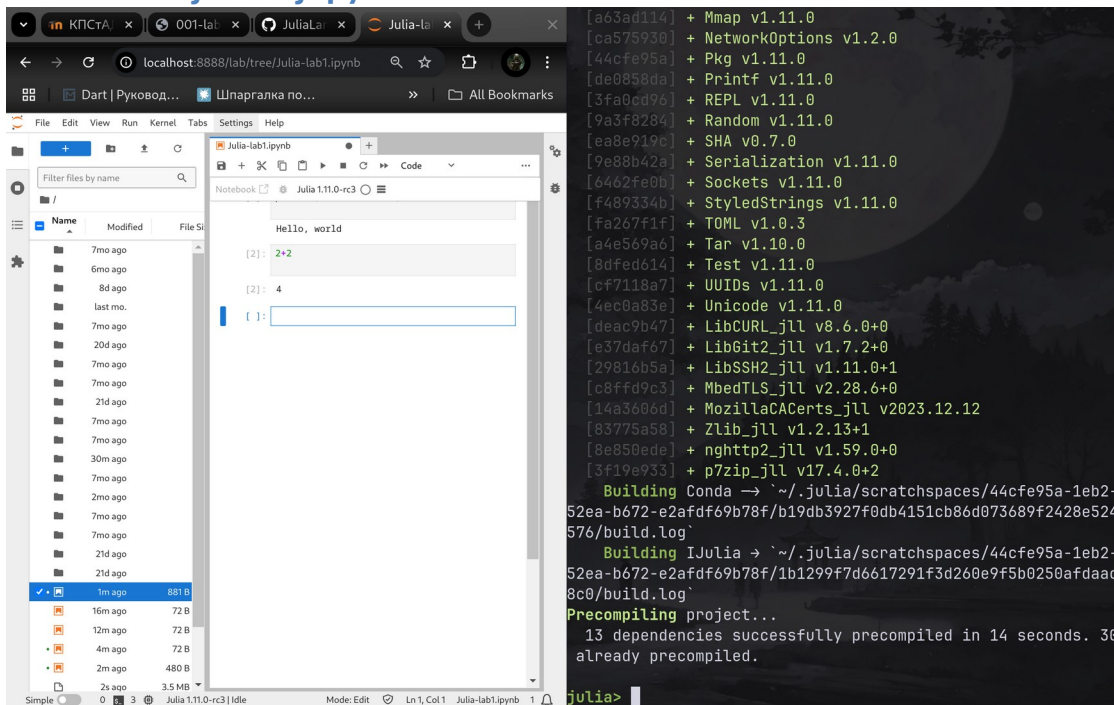 КПСтА
001-lab
JuliaLar
Julia-la
localhost:8888/lab/tree/Julia-lab1.ipynb
Dart | Руковод...
Шпаргалка по...
»
All Bookmarks
File Edit View Run Kernel Tabs Settings Help
Filter files by name
/
Name Modified File Si
7mo ago
6mo ago
8d ago
last mo.
7mo ago
20d ago
7mo ago
7mo ago
21d ago
7mo ago
7mo ago
30m ago
7mo ago
2mo ago
7mo ago
7mo ago
21d ago
21d ago
1m ago 881 B
16m ago 72 B
12m ago 72 B
4m ago 72 B
2m ago 480 B
2s ago 3.5 MB
Julia-lab1.ipynb
Code
Notebook Julia 1.11.0-rc3
Hello, world
[2]: 2+2
[2]: 4
[ ]:
Simple 0 3 Julia 1.11.0-rc3 | Idle Mode: Edit Ln 1, Col 1 Julia-lab1.ipynb 1
[a63ad114] + Mmap v1.11.0
[ca575930] + NetworkOptions v1.2.0
[44cfe95a] + Pkg v1.11.0
[de0858da] + Printf v1.11.0
[3fa0cd96] + REPL v1.11.0
[9a3f8284] + Random v1.11.0
[ea8e919c] + SHA v0.7.0
[9e88b42a] + Serialization v1.11.0
[6462fe0b] + Sockets v1.11.0
[f489334b] + StyledStrings v1.11.0
[fa267f1f] + TOML v1.0.3
[a4e569a6] + Tar v1.10.0
[8dfed614] + Test v1.11.0
[cf7118a7] + UUIDs v1.11.0
[4ec0a83e] + Unicode v1.11.0
[deac9b47] + LibCURL_jll v8.6.0+0
[e37daf67] + LibGit2_jll v1.7.2+0
[29816b5a] + LibSSH2_jll v1.11.0+1
[c8ffd9c3] + MbedTLS_jll v2.28.6+0
[14a3606d] + MozillaCACerts_jll v2023.12.12
[83775a58] + Zlib_jll v1.2.13+1
[8e850ede] + nghttp2_jll v1.59.0+0
[3f19e933] + p7zip_jll v17.4.0+2
Building Conda → `~/.julia/scratchspaces/44cfe95a-1eb2-
52ea-b672-e2afdf69b78f/b19db3927f0db4151cb86d073689f2428e524
576/build.log`
Building IJulia → `~/.julia/scratchspaces/44cfe95a-1eb2-
52ea-b672-e2afdf69b78f/1b1299f7d6617291f3d260e9f5b0250afdaac
8c0/build.log`
Precompiling project...
13 dependencies successfully precompiled in 14 seconds. 30
already precompiled.
julia>